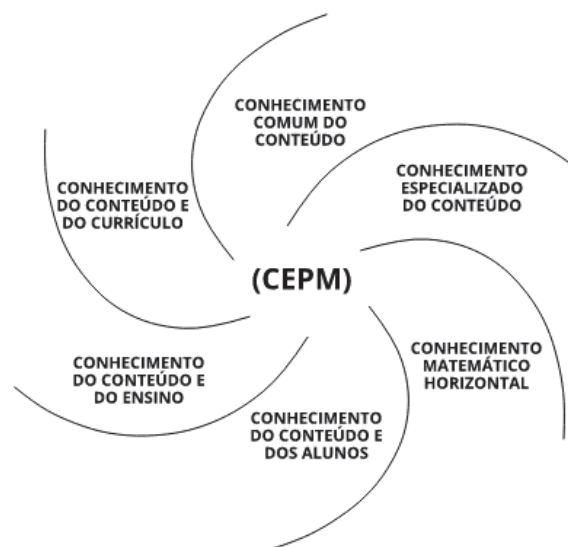 CONHECIMENTO
COMUM DO
CONTEÚDO
CONHECIMENTO
ESPECIALIZADO
DO CONTEÚDO
CONHECIMENTO
DO CONTEÚDO E
DO CURRÍCULO
(CEPM)
CONHECIMENTO
MATEMÁTICO
HORIZONTAL
CONHECIMENTO
DO CONTEÚDO E
DO ENSINO
CONHECIMENTO
DO CONTEÚDO E
DOS ALUNOS